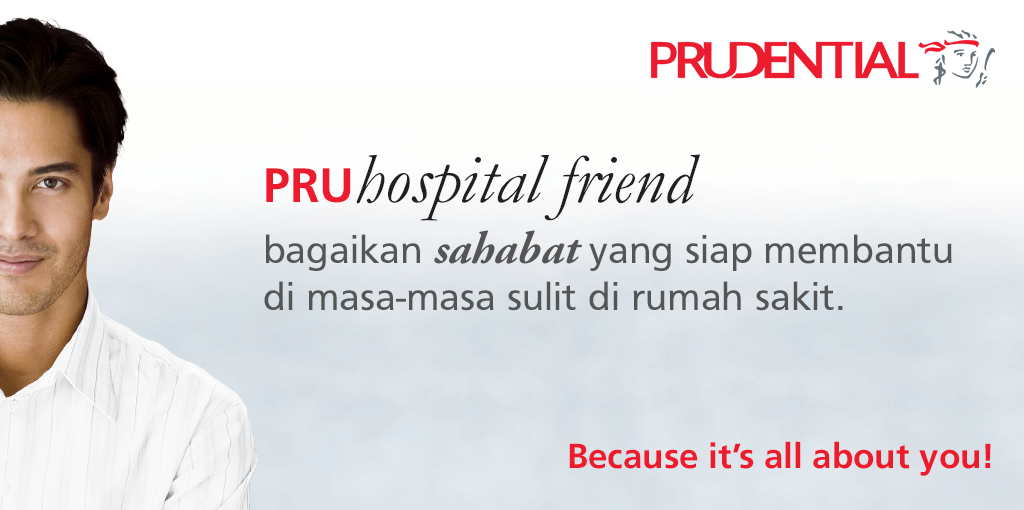 PRUDENTIAL
PRUhospital friend
bagaikan sahabat yang siap membantu
di masa-masa sulit di rumah sakit.
Because it's all about you!